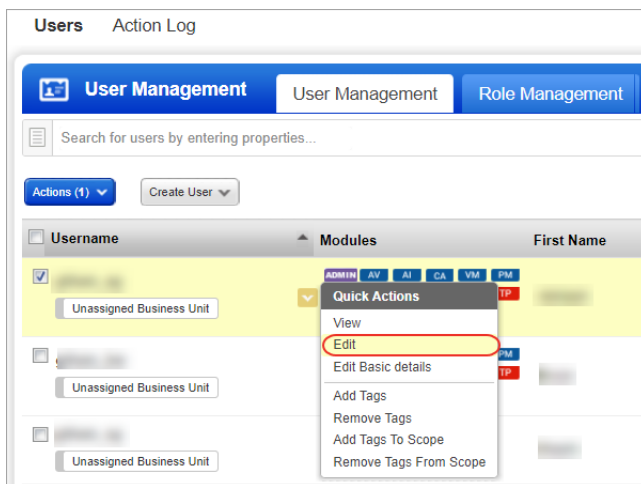 Users Action Log
User Management User Management Role Management
Search for users by entering properties...
Actions (1) Create User
Username Modules First Name
ADMIN AV AI CA VM PM
Unassigned Business Unit
Quick Actions TP
View
Edit
PM
Edit Basic details TP
Unassigned Business Unit
Add Tags
Remove Tags
Add Tags To Scope
Unassigned Business Unit
Remove Tags From Scope